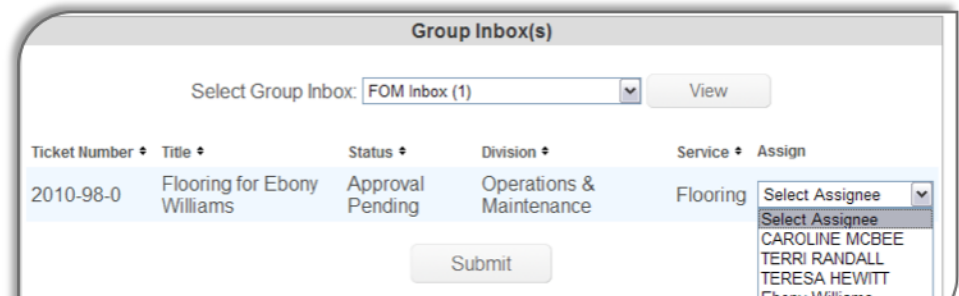 Group Inbox(s)
Select Group Inbox: FOM Inbox (1) View
Ticket Number Title Status Division Service Assign
2010-98-0 Flooring for Ebony Williams Approval Pending Operations & Maintenance Flooring Select Assignee
Select Assignee
CAROLINE MCBEE
TERRI RANDALL
TERESA HEWITT
Ebony Williams
Submit